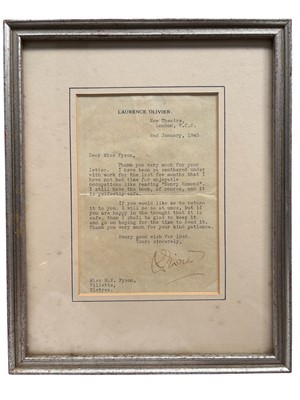 LAURENCE OLIVIER.
New Theatre,
London, W.C.2.
2nd January, 1945.
Dear Miss Fyson,
Thank you very much for your
letter. I have been so smothered under
with work for the last few months that I
have not had time for enjoyable
occupations like reading "Henry Esmond".
I still have the book, of course, and it
is perfectly safe.
If you would like me to return
it to you, I will do so at once, but if
you are happy in the thought that it is
safe, then I shall be glad to keep it
and go on hoping for the time to read it.
Thank you very much for your kind patience.
Every good wish for 1945.
Yours sincerely,
Miss Fyson,
Villette,